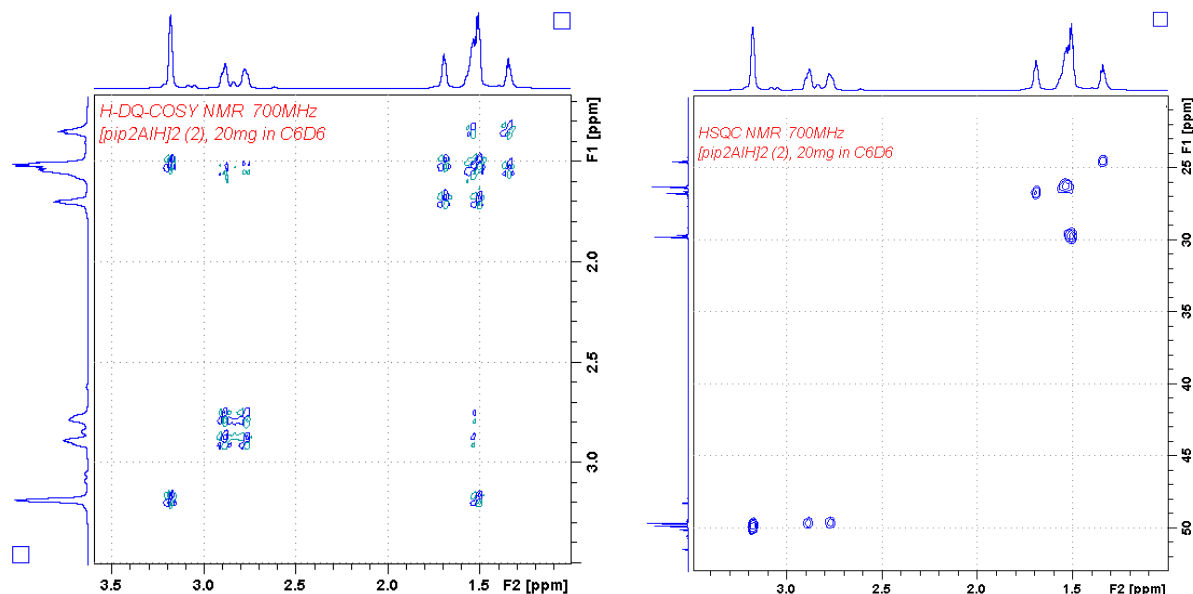 H-DQ-COSY NMR 700MHz
[pip2AlH]2 (2), 20mg in C6D6
F1 [ppm]
2.0
2.5
3.0
3.5
3.0
2.5
2.0
1.5
F2 [ppm]
HSQC NMR 700MHz
[pip2AlH]2 (2), 20mg in C6D6
F1 [ppm]
25
30
35
40
45
50
3.0
2.5
2.0
1.5
F2 [ppm]